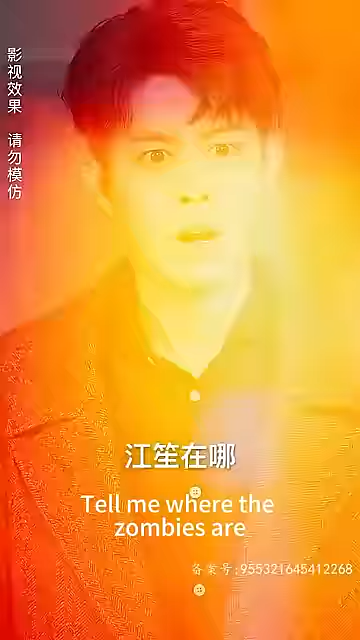 影视效果 请勿模仿
江笙在哪
Tell me where the
zombies are
备案号:955321645412268